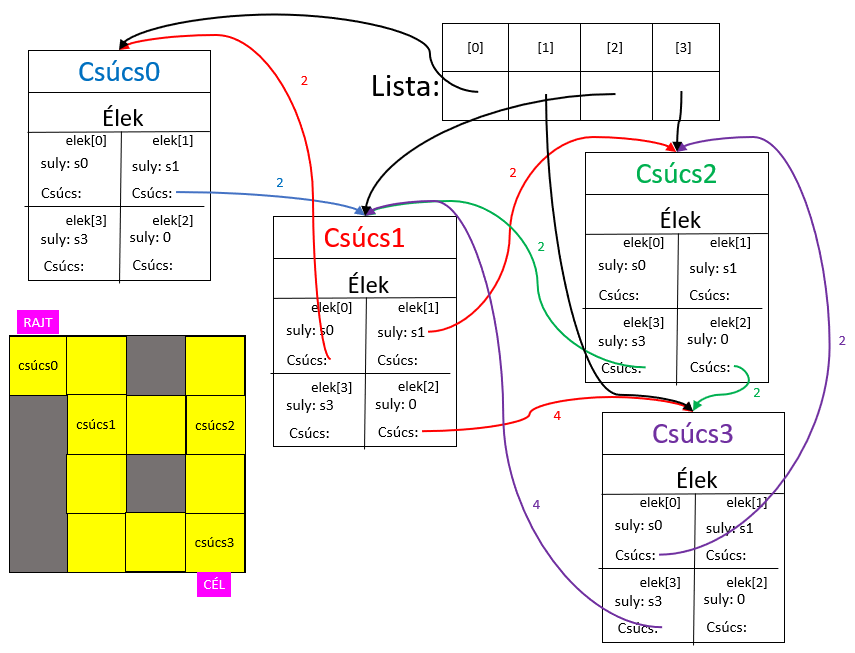 Lista:
[0] [1] [2] [3]
Csúcs0
Élek
elek[0] elek[1]
suly: s0 suly: s1
Csúcs: Csúcs:
elek[3] elek[2]
suly: s3 suly: 0
Csúcs: Csúcs:
Csúcs1
Élek
elek[0] elek[1]
suly: s0 suly: s1
Csúcs: Csúcs:
elek[3] elek[2]
suly: s3 suly: 0
Csúcs: Csúcs:
Csúcs2
Élek
elek[0] elek[1]
suly: s0 suly: s1
Csúcs: Csúcs:
elek[3] elek[2]
suly: s3 suly: 0
Csúcs: Csúcs:
Csúcs3
Élek
elek[0] elek[1]
suly: s0 suly: s1
Csúcs: Csúcs:
elek[3] elek[2]
suly: s3 suly: 0
Csúcs: Csúcs:
2
2
2
2
2
2
4
4
RAJT
csúcs0
csúcs1 csúcs2
csúcs3
CÉL